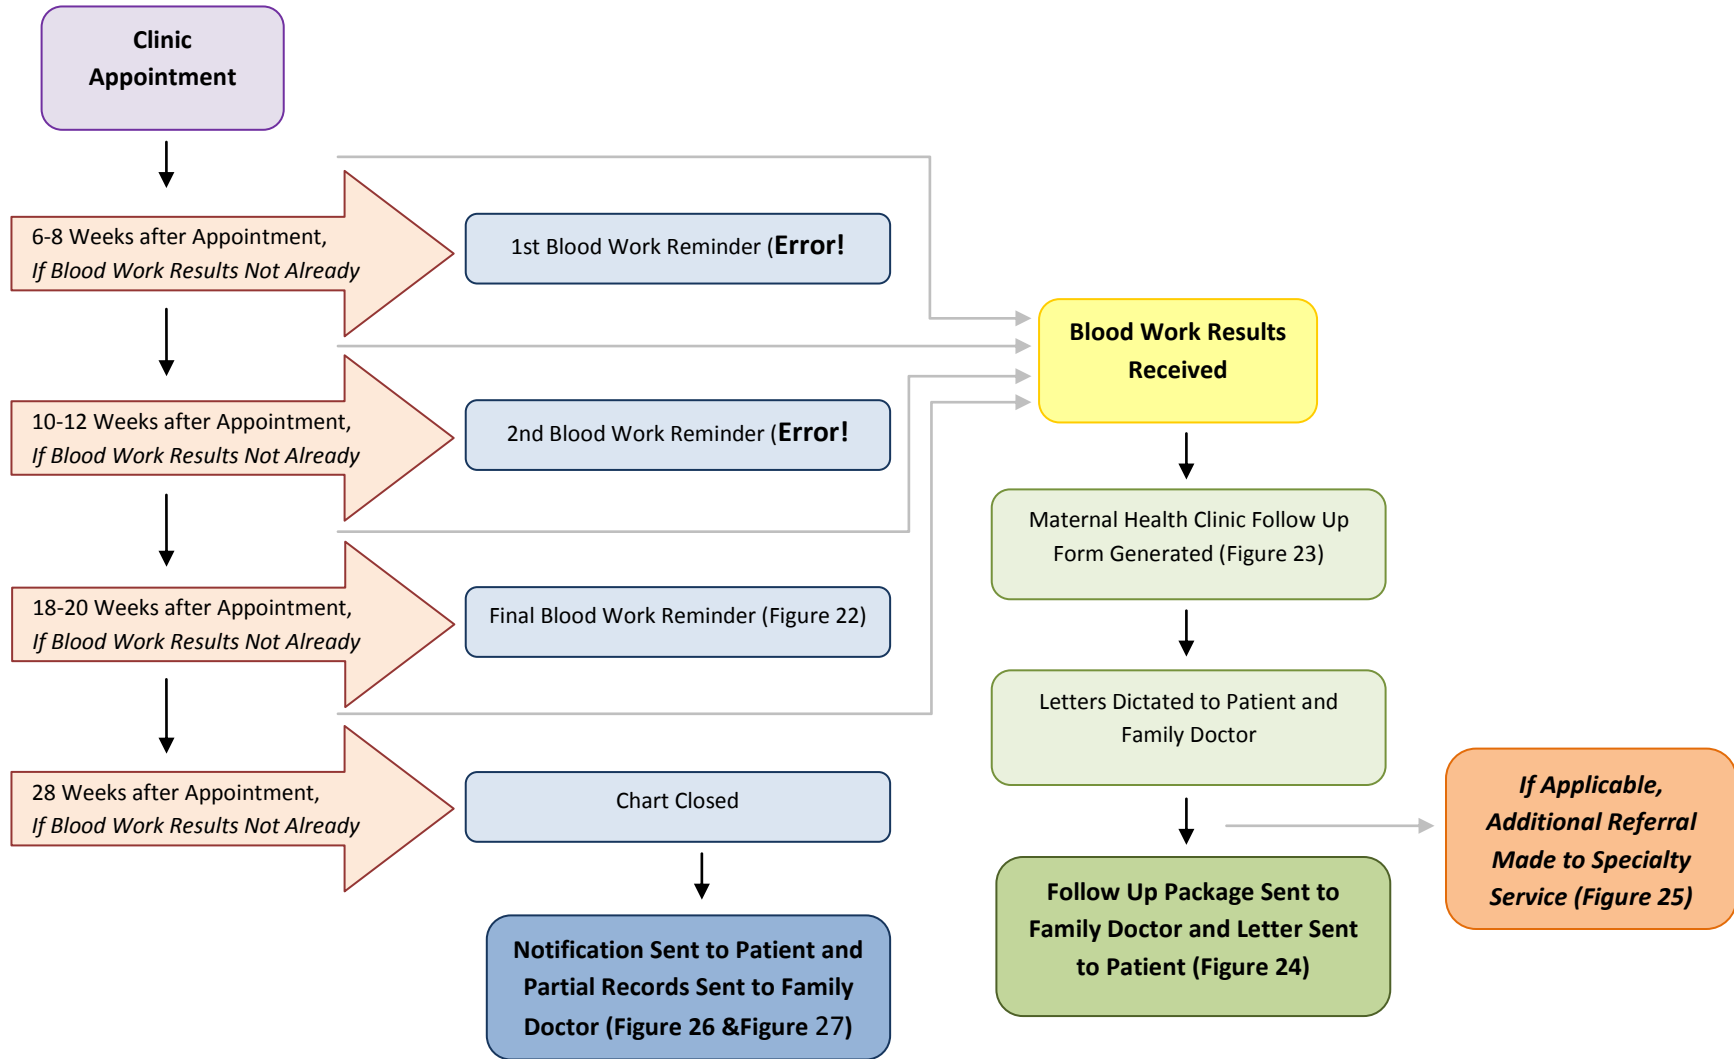 Clinic
Appointment
6-8 Weeks after Appointment,
If Blood Work Results Not Already
1st Blood Work Reminder (Error!
10-12 Weeks after Appointment,
If Blood Work Results Not Already
2nd Blood Work Reminder (Error!
18-20 Weeks after Appointment,
If Blood Work Results Not Already
Final Blood Work Reminder (Figure 22)
28 Weeks after Appointment,
If Blood Work Results Not Already
Chart Closed
Notification Sent to Patient and
Partial Records Sent to Family
Doctor (Figure 26 &Figure 27)
Blood Work Results
Received
Maternal Health Clinic Follow Up
Form Generated (Figure 23)
Letters Dictated to Patient and
Family Doctor
Follow Up Package Sent to
Family Doctor and Letter Sent
to Patient (Figure 24)
If Applicable,
Additional Referral
Made to Specialty
Service (Figure 25)